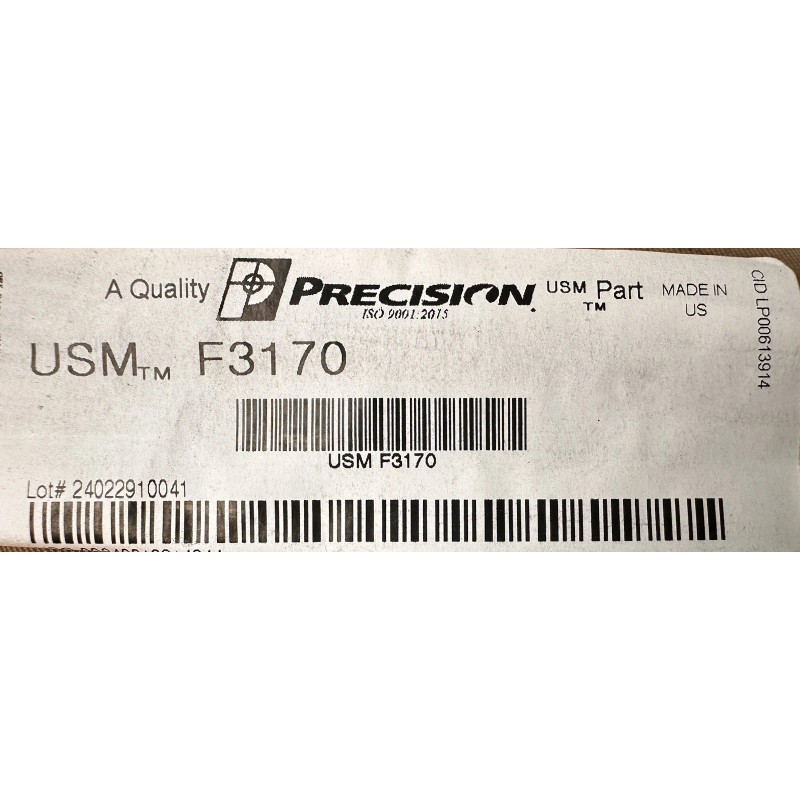 A Quality P PRECISION. USM Part MADE IN
ISO 9001:2015 TM US
USM TM F3170
USM F3170
Lot# 24022910041
CID LP00613914